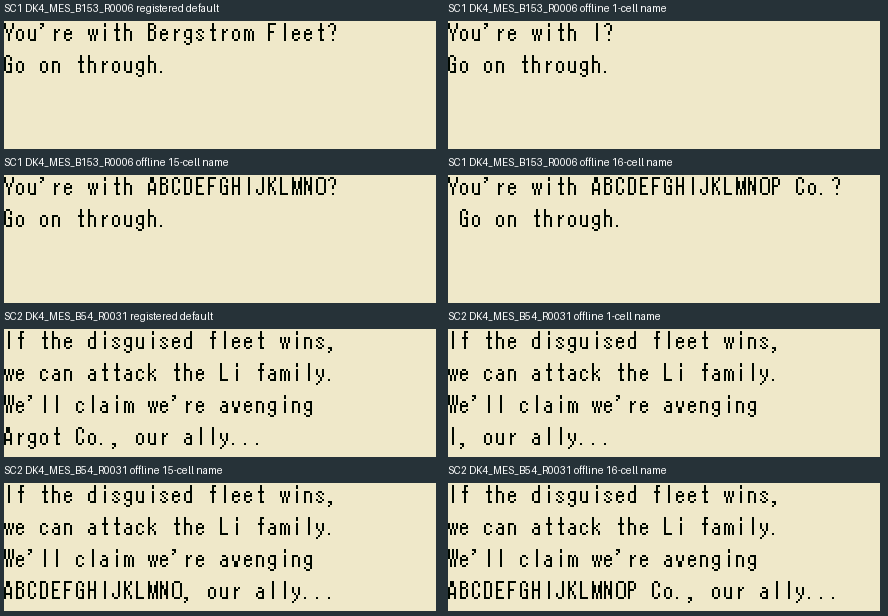 SC1 DK4_MES_B153_R0006 registered default
You're with Bergstrom Fleet?
Go on through.
SC1 DK4_MES_B153_R0006 offline 1-cell name
You're with I?
Go on through.
SC1 DK4_MES_B153_R0006 offline 15-cell name
You're with ABCDEFGHIJKLMNO?
Go on through.
SC1 DK4_MES_B153_R0006 offline 16-cell name
You're with ABCDEFGHIJKLMNOP Co.?
Go on through.
SC2 DK4_MES_B54_R0031 registered default
If the disguised fleet wins,
we can attack the Li family.
We'll claim we're avenging
Argot Co., our ally...
SC2 DK4_MES_B54_R0031 offline 1-cell name
If the disguised fleet wins,
we can attack the Li family.
We'll claim we're avenging
I, our ally...
SC2 DK4_MES_B54_R0031 offline 15-cell name
If the disguised fleet wins,
we can attack the Li family.
We'll claim we're avenging
ABCDEFGHIJKLMNO, our ally...
SC2 DK4_MES_B54_R0031 offline 16-cell name
If the disguised fleet wins,
we can attack the Li family.
We'll claim we're avenging
ABCDEFGHIJKLMNOP Co., our ally...